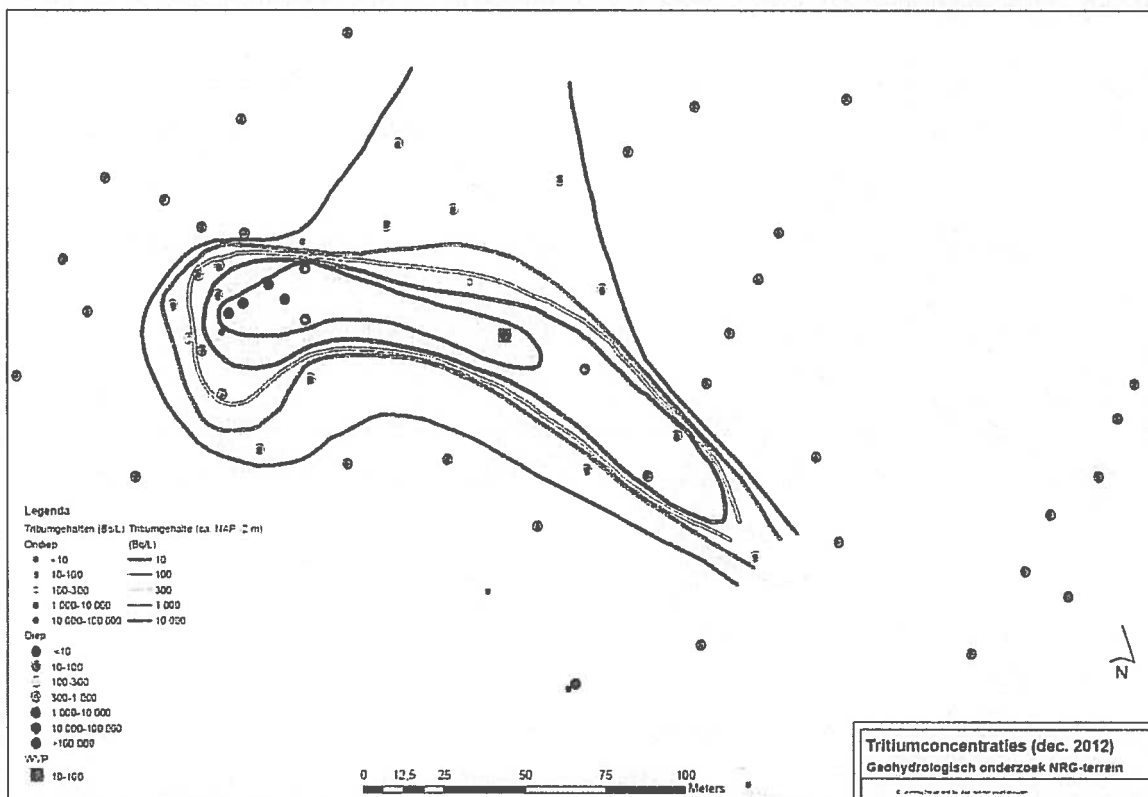 Legenda
Tritiumgehalten (Bq/L) Tritiumgehalte (ca. NAP -2 m)
Ondiep (Bq/L)
<10 10
10-100 100
100-300 300
1 000-10 000 1 000
10 000-100 000 10 000
Diep
<10
10-100
100-300
300-1 000
1 000-10 000
10 000-100 000
>100 000
WVP
10-100
0 12,5 25 50 75 100
Meters
N
Tritiumconcentraties (dec. 2012)
Geohydrologisch onderzoek NRG-terrein